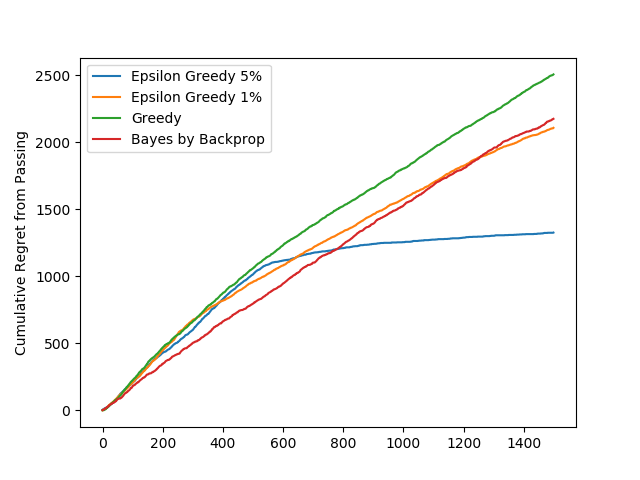 Epsilon Greedy 5%
Epsilon Greedy 1%
Greedy
Bayes by Backprop
Cumulative Regret from Passing
2500
2000
1500
1000
500
0
0 200 400 600 800 1000 1200 1400